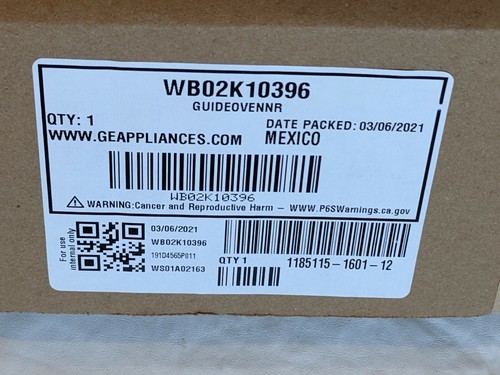 WB02K10396
GUIDEOVENNR
QTY: 1
DATE PACKED: 03/06/2021
WWW.GEAPPLIANCES.COM
MEXICO
WB02K10396
⚠ WARNING:Cancer and Reproductive Harm - WWW.P6SWarnings.ca.gov
For use
internal only
03/06/2021
WB02K10396
191D4565P011
WS01A02163
QTY 1
1185115-1601-12